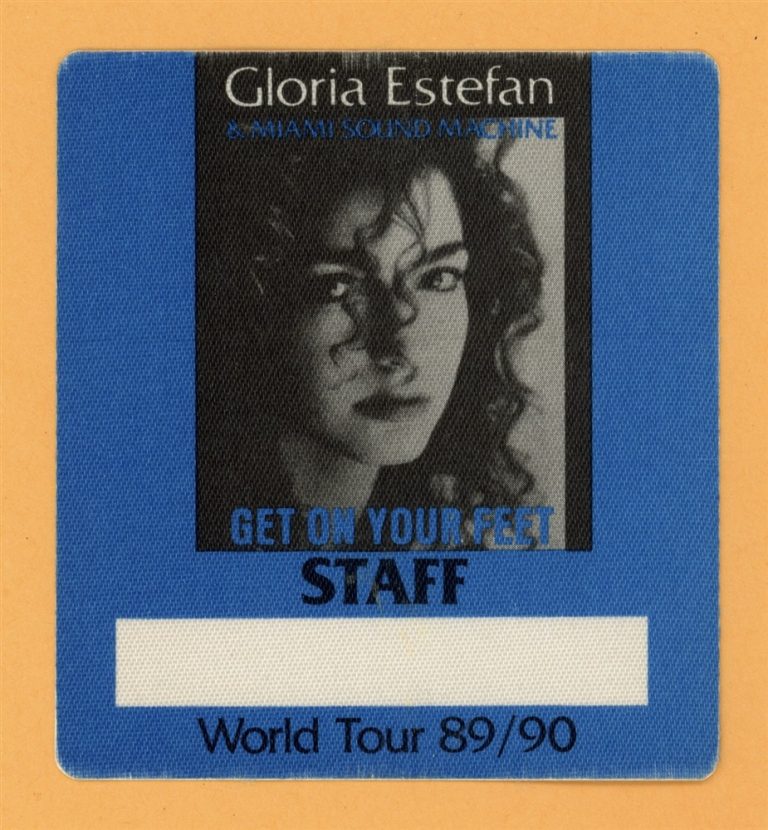 Gloria Estefan
& MIAMI SOUND MACHINE
GET ON YOUR FEET
STAFF
World Tour 89/90